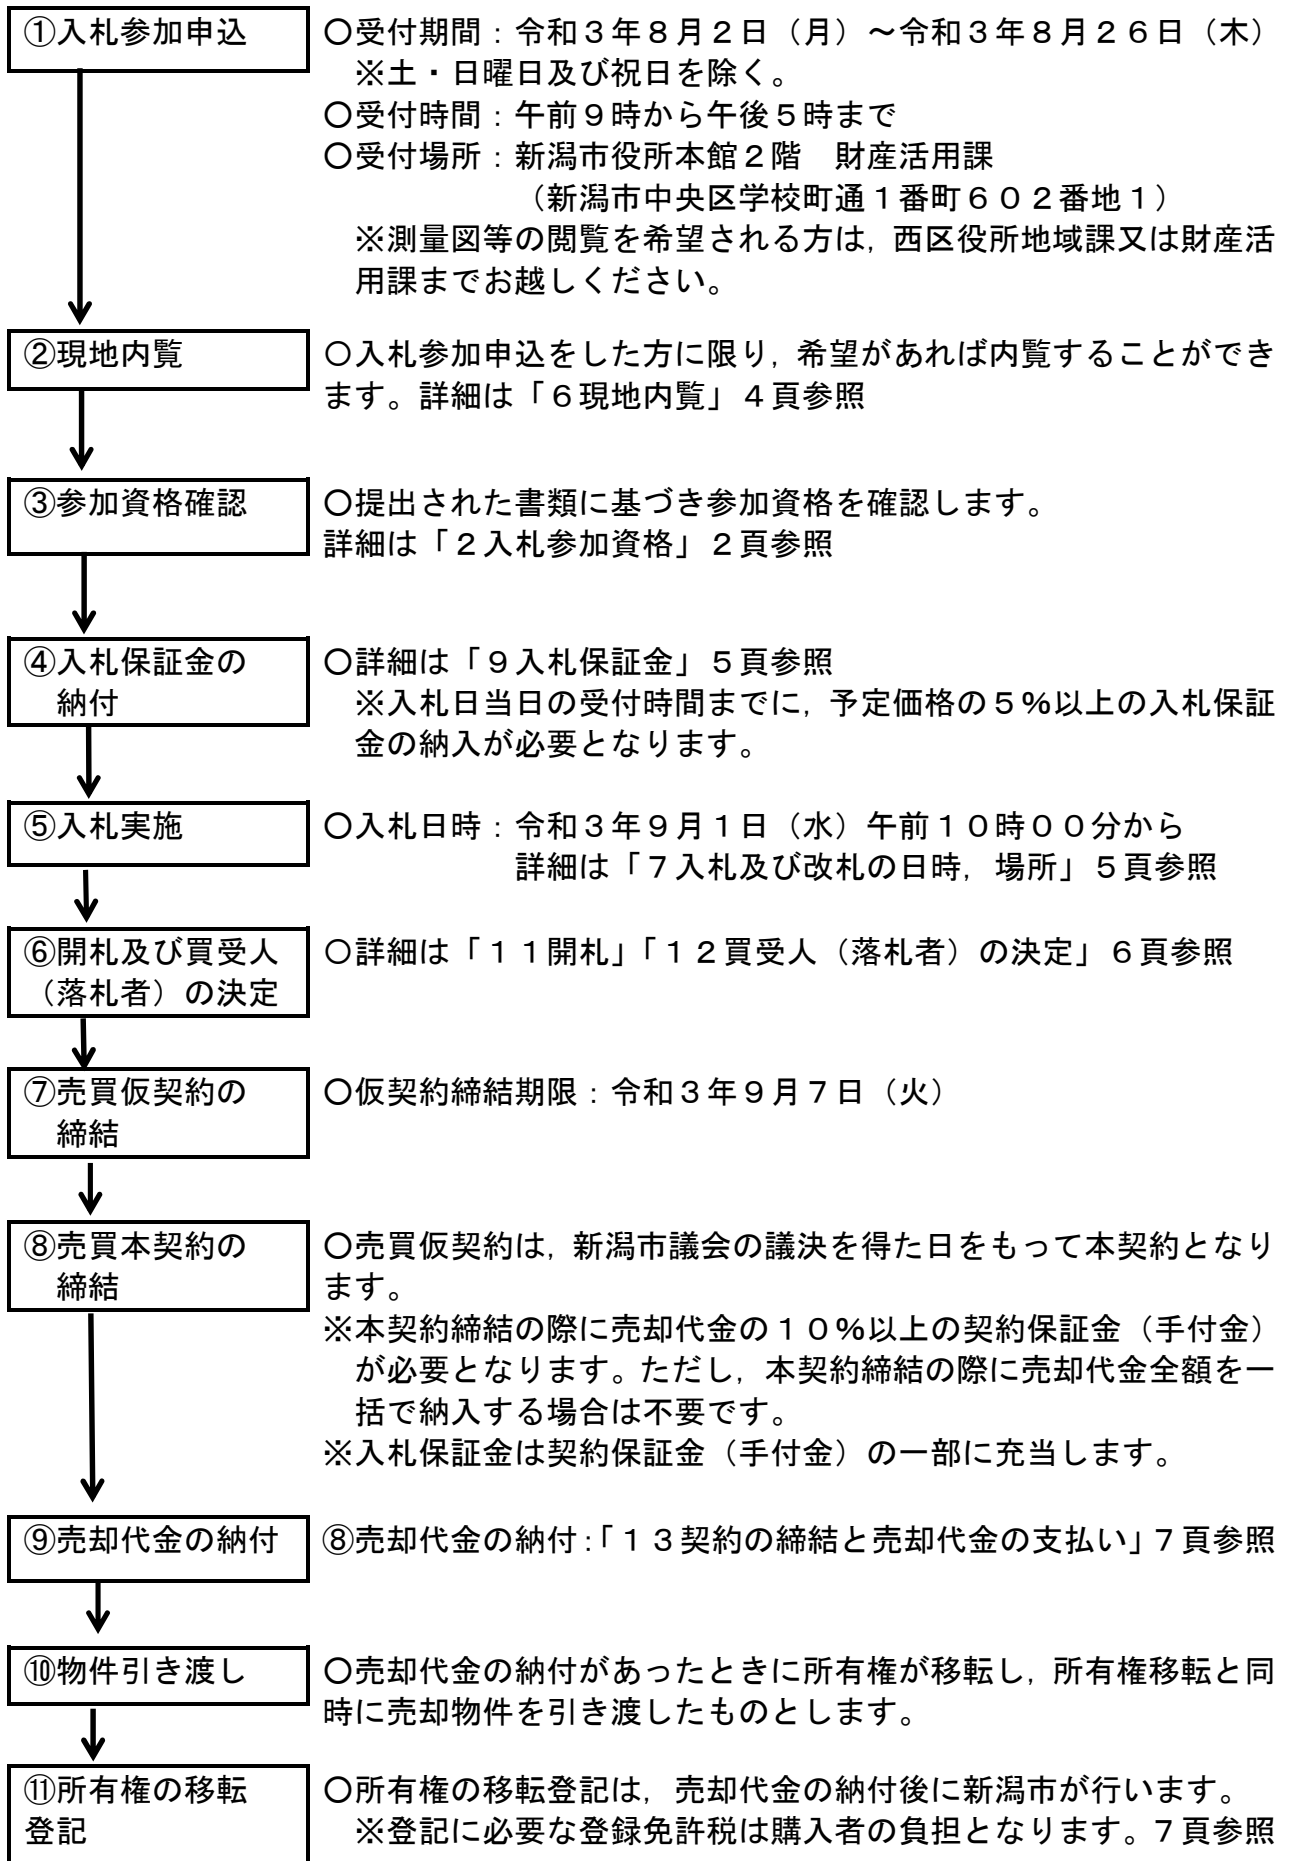 ①入札参加申込
○受付期間：令和３年８月２日（月）～令和３年８月２６日（木）
※土・日曜日及び祝日を除く。
○受付時間：午前９時から午後５時まで
○受付場所：新潟市役所本館２階　財産活用課
（新潟市中央区学校町通１番町６０２番地１）
※測量図等の閲覧を希望される方は，西区役所地域課又は財産活
用課までお越しください。
②現地内覧
○入札参加申込をした方に限り，希望があれば内覧することができ
ます。詳細は「６現地内覧」４頁参照
③参加資格確認
○提出された書類に基づき参加資格を確認します。
詳細は「２入札参加資格」２頁参照
④入札保証金の
納付
○詳細は「９入札保証金」５頁参照
※入札日当日の受付時間までに，予定価格の５％以上の入札保証
金の納入が必要となります。
⑤入札実施
○入札日時：令和３年９月１日（水）午前１０時００分から
詳細は「７入札及び改札の日時，場所」５頁参照
⑥開札及び買受人
（落札者）の決定
○詳細は「１１開札」「１２買受人（落札者）の決定」６頁参照
⑦売買仮契約の
締結
○仮契約締結期限：令和３年９月７日（火）
⑧売買本契約の
締結
○売買仮契約は，新潟市議会の議決を得た日をもって本契約となり
ます。
※本契約締結の際に売却代金の１０％以上の契約保証金（手付金）
が必要となります。ただし，本契約締結の際に売却代金全額を一
括で納入する場合は不要です。
※入札保証金は契約保証金（手付金）の一部に充当します。
⑨売却代金の納付
⑧売却代金の納付：「１３契約の締結と売却代金の支払い」７頁参照
⑩物件引き渡し
○売却代金の納付があったときに所有権が移転し，所有権移転と同
時に売却物件を引き渡したものとします。
⑪所有権の移転
登記
○所有権の移転登記は，売却代金の納付後に新潟市が行います。
※登記に必要な登録免許税は購入者の負担となります。７頁参照